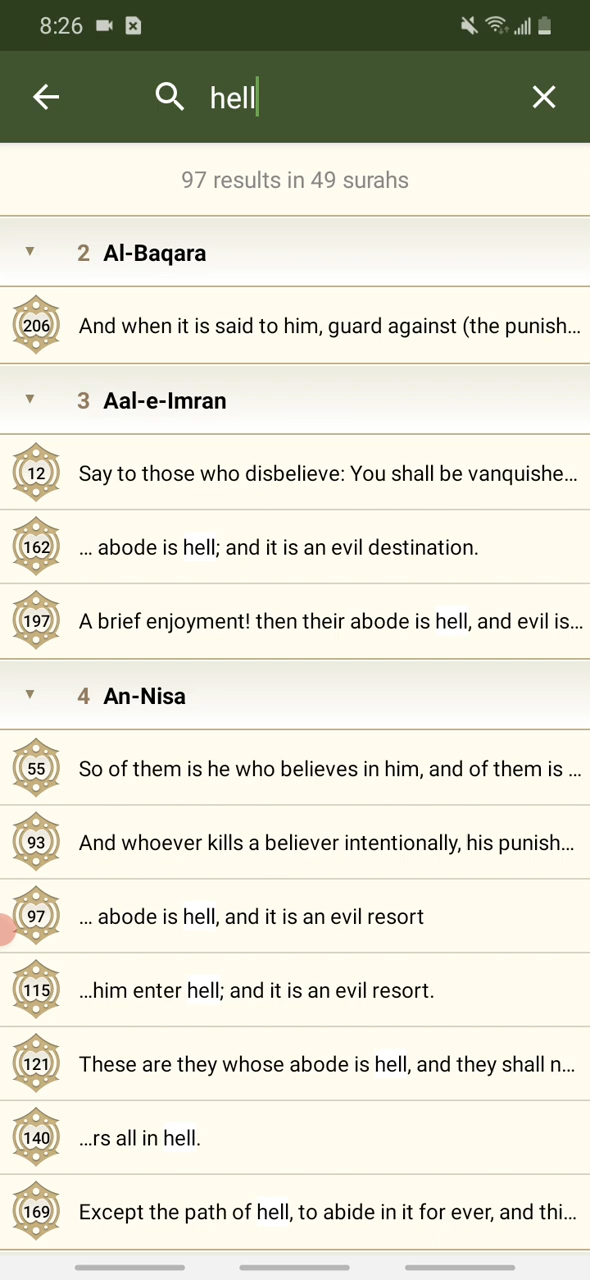 8:26
hell
97 results in 49 surahs
2 Al-Baqara
206 And when it is said to him, guard against (the punish...
3 Aal-e-Imran
12 Say to those who disbelieve: You shall be vanquishe...
162 ... abode is hell; and it is an evil destination.
197 A brief enjoyment! then their abode is hell, and evil is...
4 An-Nisa
55 So of them is he who believes in him, and of them is ...
93 And whoever kills a believer intentionally, his punish...
97 ... abode is hell, and it is an evil resort
115 ...him enter hell; and it is an evil resort.
121 These are they whose abode is hell, and they shall n...
140 ...rs all in hell.
169 Except the path of hell, to abide in it for ever, and thi...